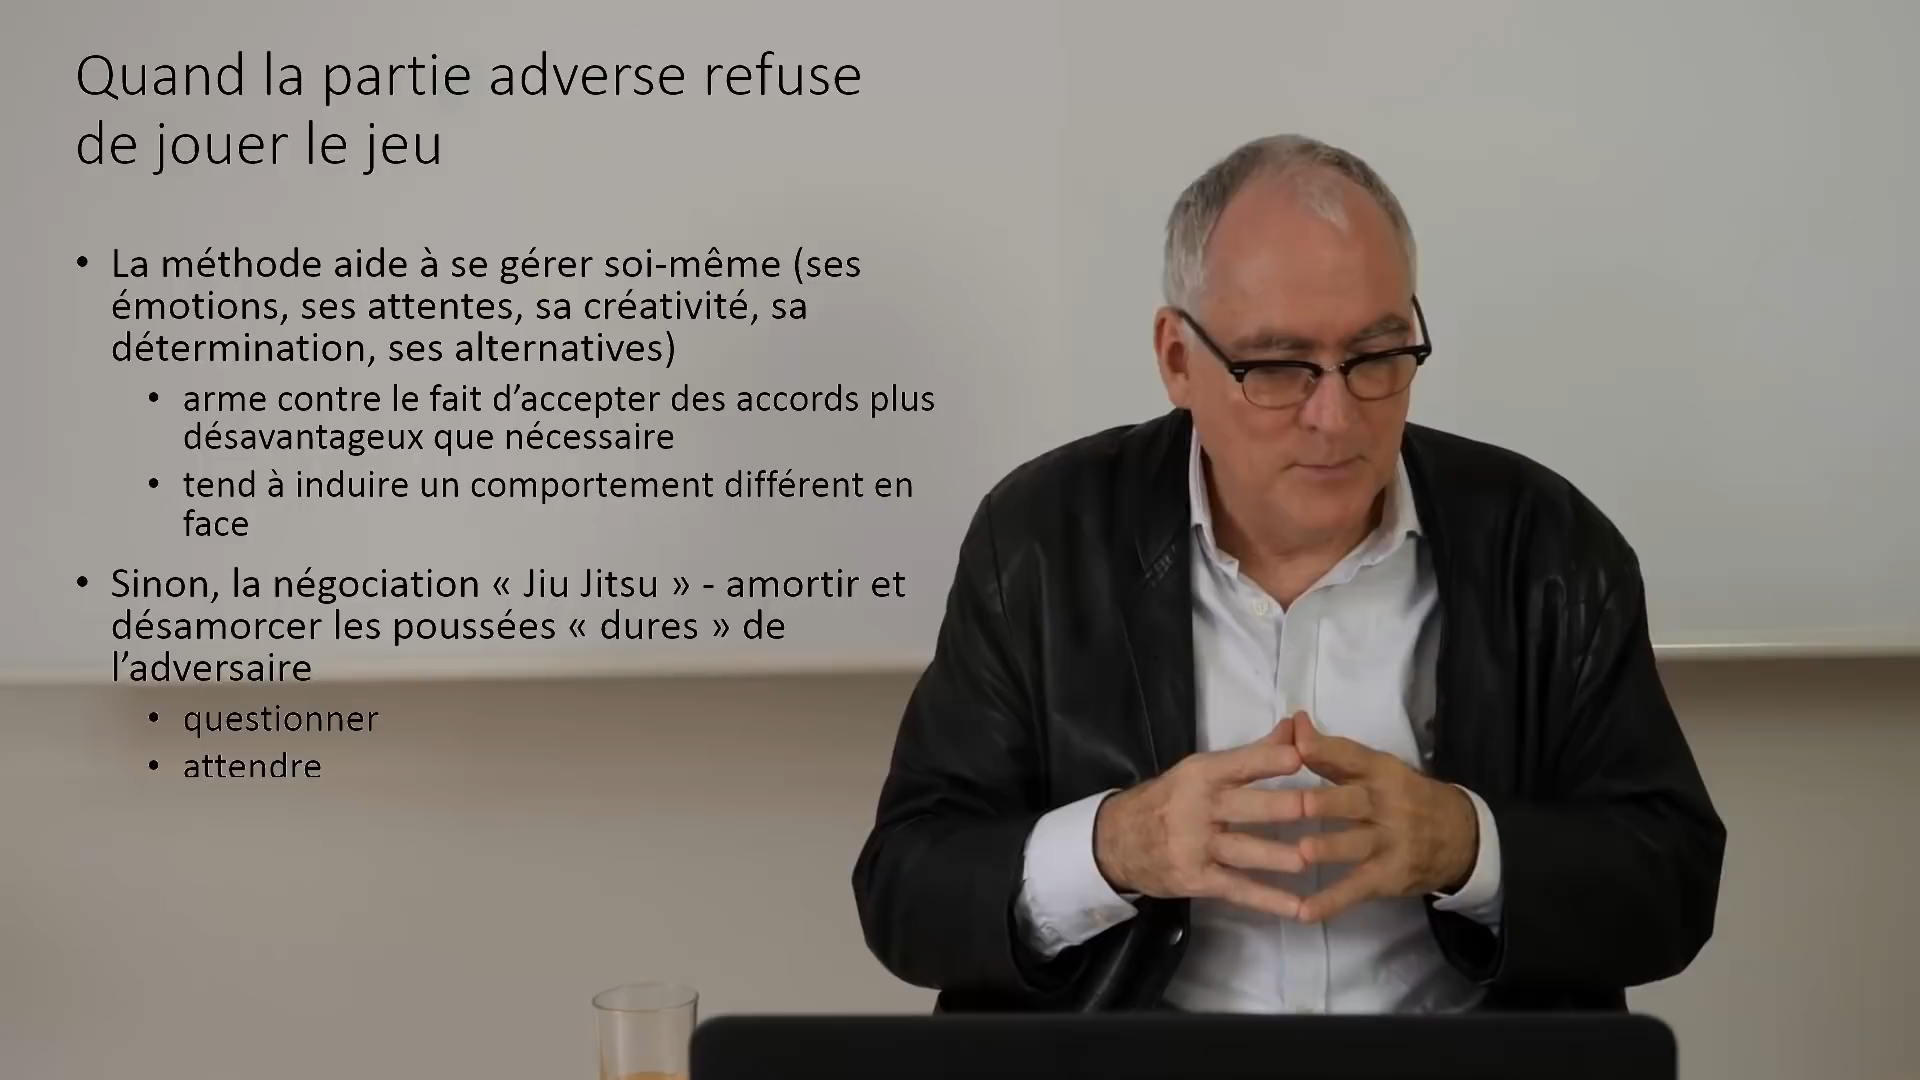 Quand la partie adverse refuse
de jouer le jeu
• La méthode aide à se gérer soi-même (ses
émotions, ses attentes, sa créativité, sa
détermination, ses alternatives)
• arme contre le fait d’accepter des accords plus
désavantageux que nécessaire
• tend à induire un comportement différent en
face
• Sinon, la négociation « Jiu Jitsu » - amortir et
désamorcer les poussées « dures » de
l’adversaire
• questionner
• attendre